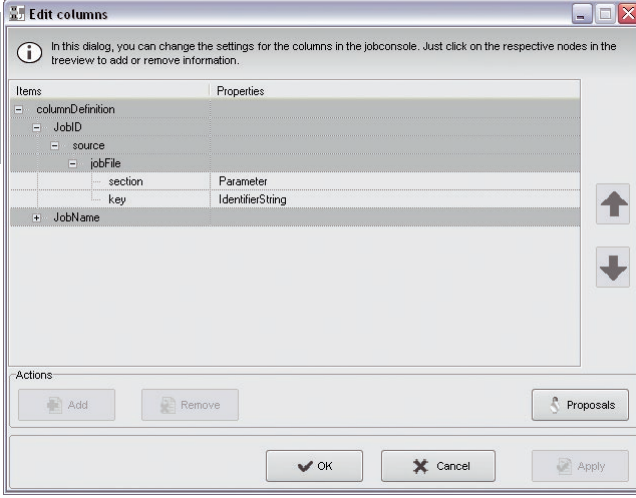 Edit columns
In this dialog, you can change the settings for the columns in the jobconsole. Just click on the respective nodes in the
treeview to add or remove information.
Items Properties
columnDefinition
JobID
source
jobFile
section Parameter
key IdentifierString
JobName
Actions
Add Remove Proposals
OK Cancel Apply